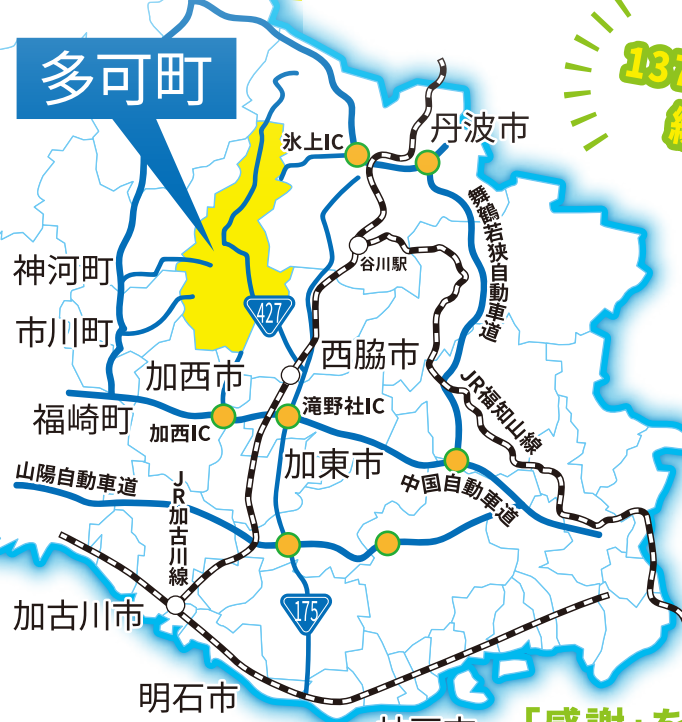 137
多可町
氷上IC
丹波市
舞鶴若狭自動車道
谷川駅
神河町
427
市川町
西脇市
加西市
JR福知山線
滝野社IC
福崎町
加西IC
加東市
山陽自動車道
中国自動車道
JR加古川線
175
加古川市
明石市
「感謝」を